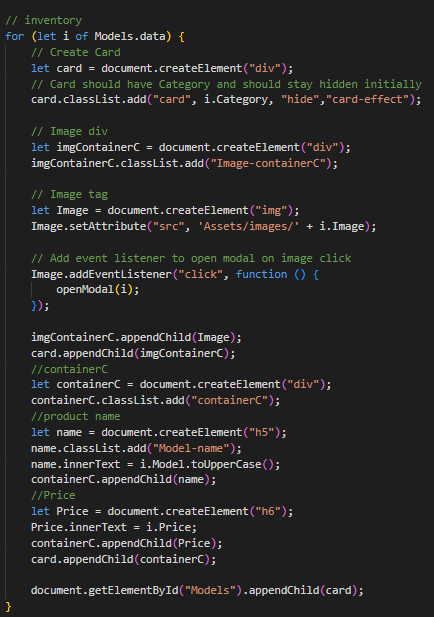 // inventory
for (let i of Models.data) {
    // Create Card
    let card = document.createElement("div");
    // Card should have Category and should stay hidden initially
    card.classList.add("card", i.Category, "hide","card-effect");

    // Image div
    let imgContainerC = document.createElement("div");
    imgContainerC.classList.add("Image-containerC");

    // Image tag
    let Image = document.createElement("img");
    Image.setAttribute("src", 'Assets/images/' + i.Image);

    // Add event listener to open modal on image click
    Image.addEventListener("click", function () {
        openModal(i);
    });

    imgContainerC.appendChild(Image);
    card.appendChild(imgContainerC);
    //containerC
    let containerC = document.createElement("div");
    containerC.classList.add("containerC");
    //product name
    let name = document.createElement("h5");
    name.classList.add("Model-name");
    name.innerText = i.Model.toUpperCase();
    containerC.appendChild(name);
    //Price
    let Price = document.createElement("h6");
    Price.innerText = i.Price;
    containerC.appendChild(Price);
    card.appendChild(containerC);

    document.getElementById("Models").appendChild(card);
}